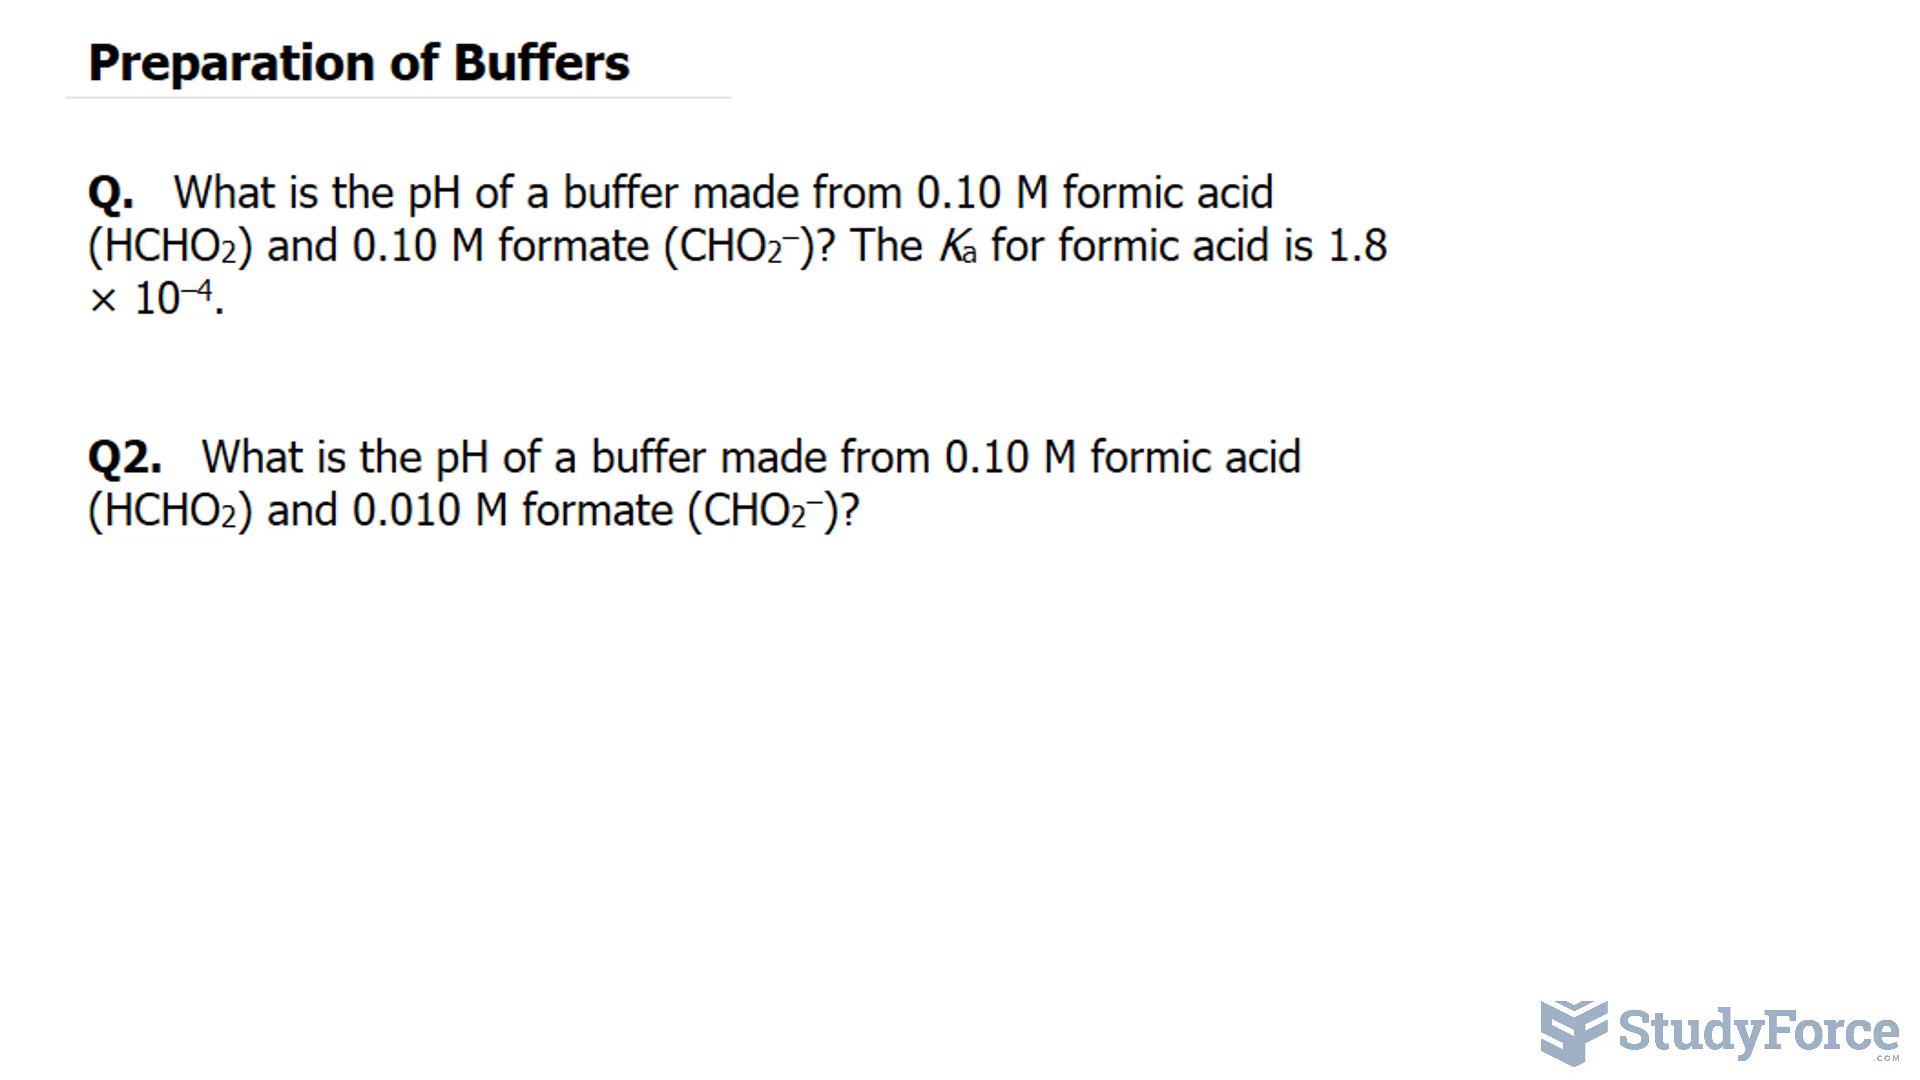 Preparation of Buffers
Q. What is the pH of a buffer made from 0.10 M formic acid
(HCHO₂) and 0.10 M formate (CHO₂⁻)? The Kₐ for formic acid is 1.8
× 10⁻⁴.
Q2. What is the pH of a buffer made from 0.10 M formic acid
(HCHO₂) and 0.010 M formate (CHO₂⁻)?
StudyForce
.COM